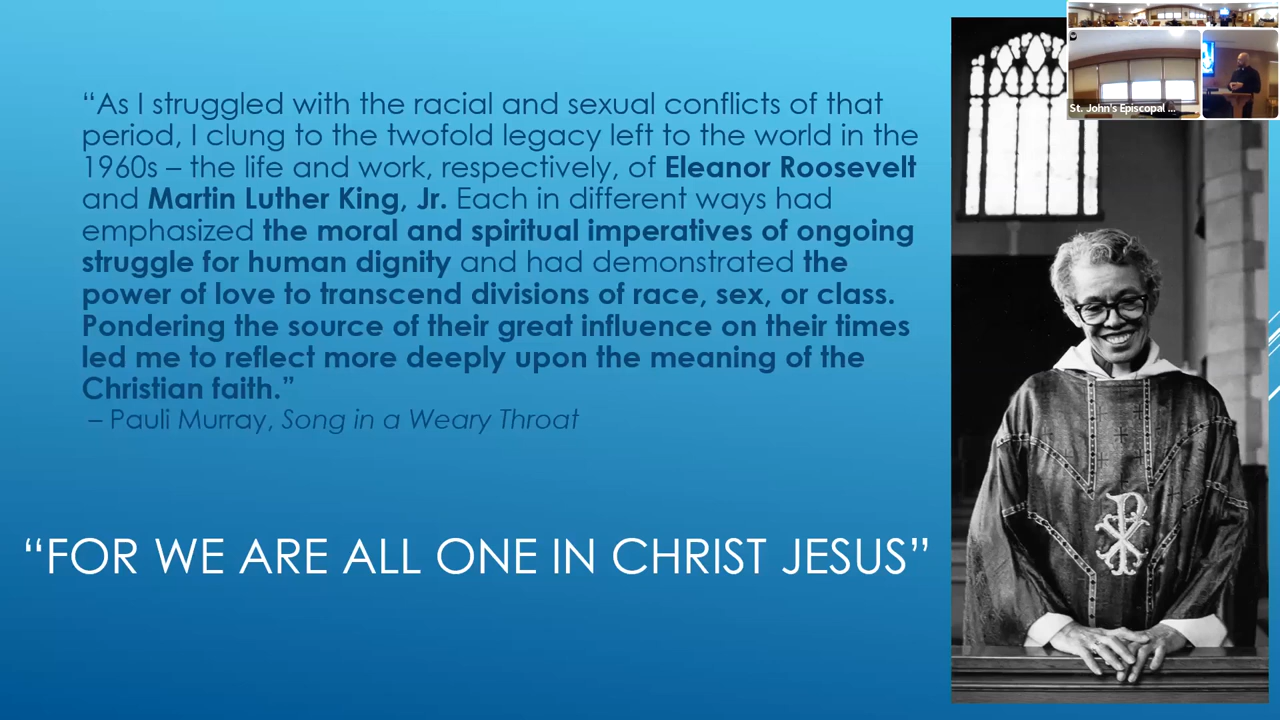 “As I struggled with the racial and sexual conflicts of that
period, I clung to the twofold legacy left to the world in the
1960s – the life and work, respectively, of Eleanor Roosevelt
and Martin Luther King, Jr. Each in different ways had
emphasized the moral and spiritual imperatives of ongoing
struggle for human dignity and had demonstrated the
power of love to transcend divisions of race, sex, or class.
Pondering the source of their great influence on their times
led me to reflect more deeply upon the meaning of the
Christian faith.”
– Pauli Murray, Song in a Weary Throat
“FOR WE ARE ALL ONE IN CHRIST JESUS”
St. John's Episcopal ...